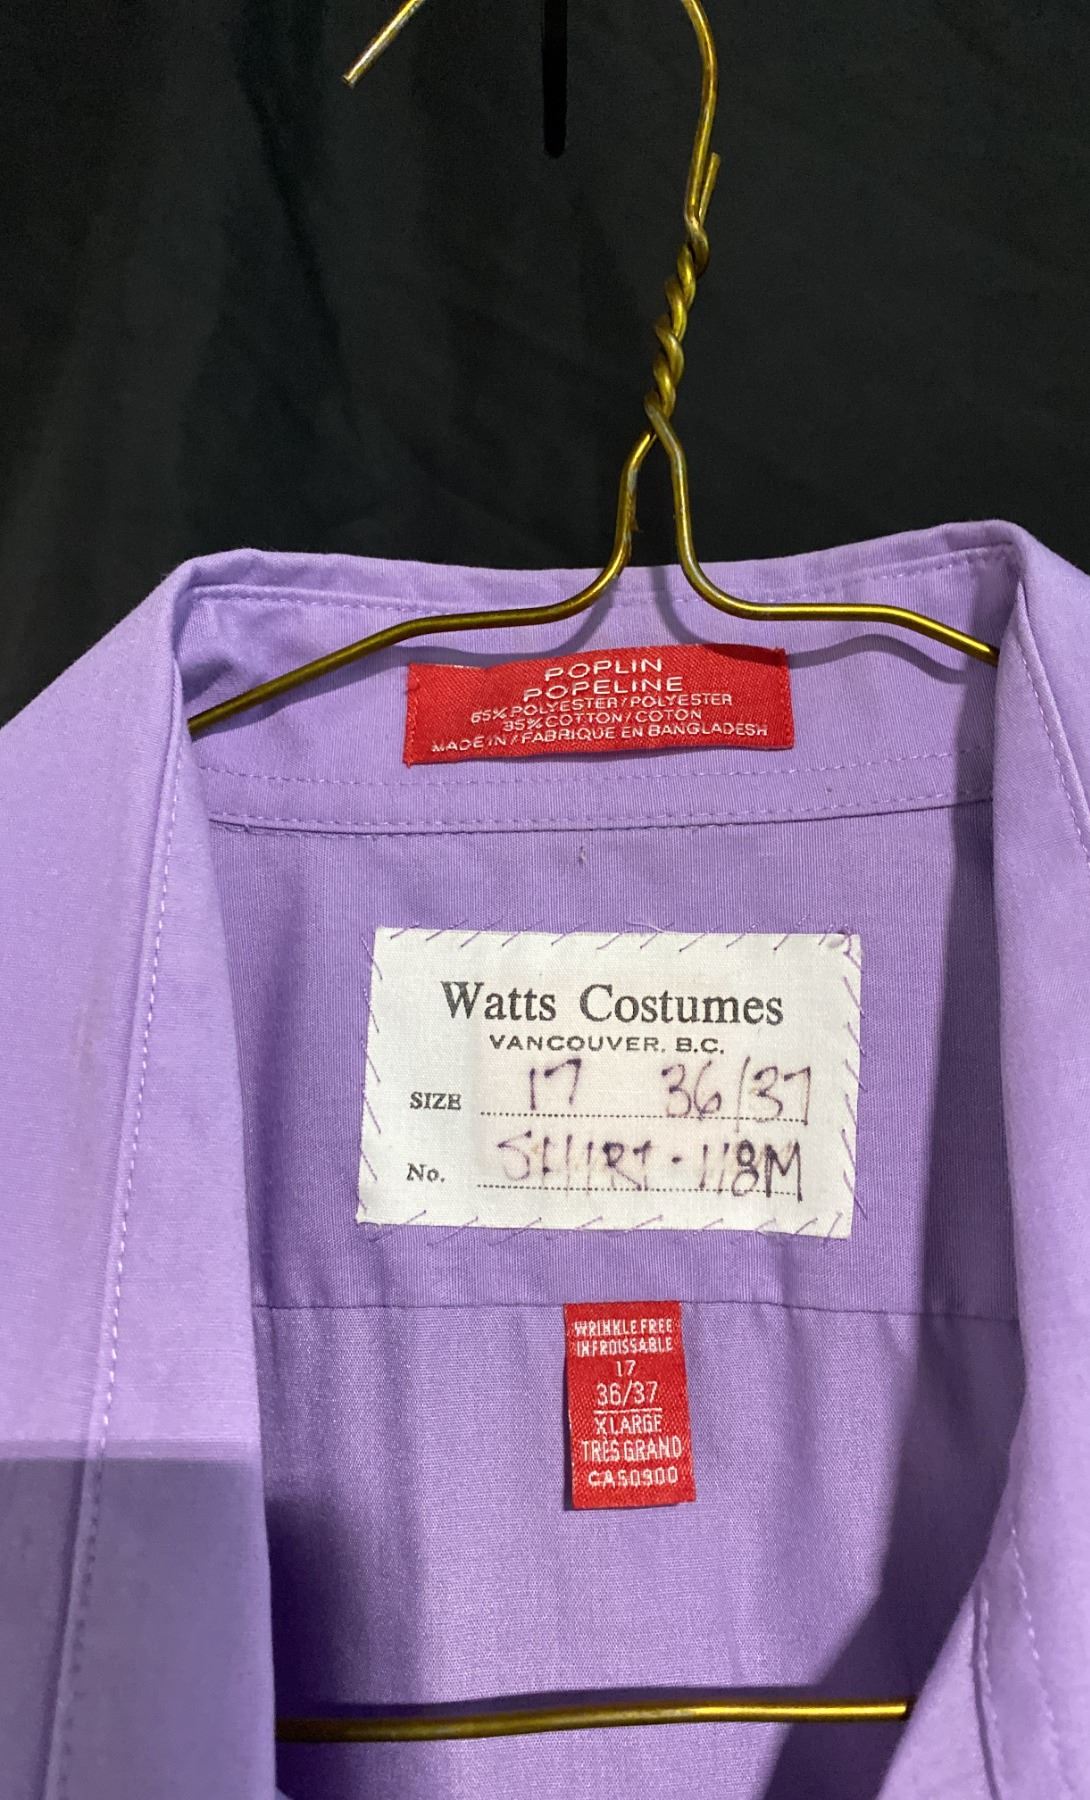 POPLIN
POPELINE
65% POLYESTER/POLYESTER
35% COTTON/COTON
MADE IN / FABRIQUE EN BANGLADESH
Watts Costumes
VANCOUVER, B.C.
SIZE 17 36/37
No. SHIRT - 118M
WRINKLE FREE
INFROISSABLE
17
36/37
X LARGE
TRÈS GRAND
CA50900